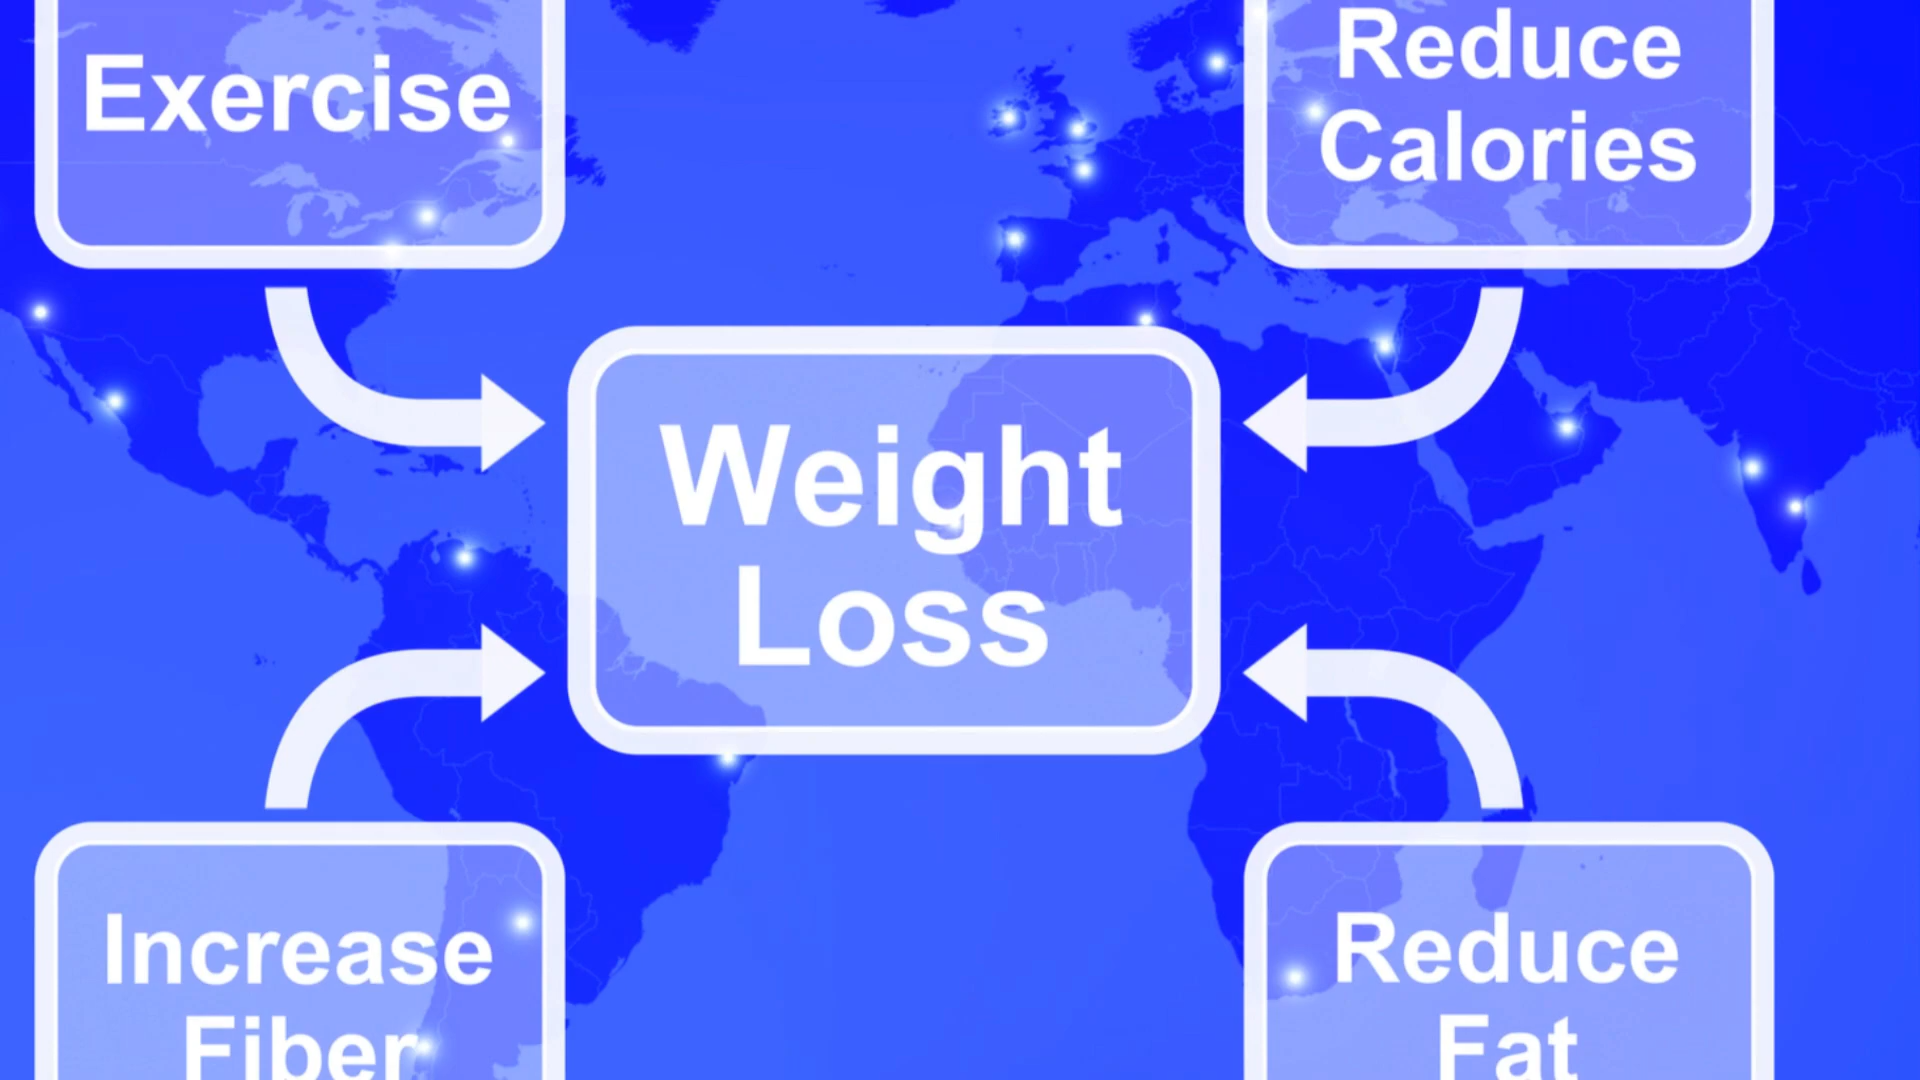 Exercise
Reduce
Calories
Weight
Loss
Increase
Fiber
Reduce
Fat